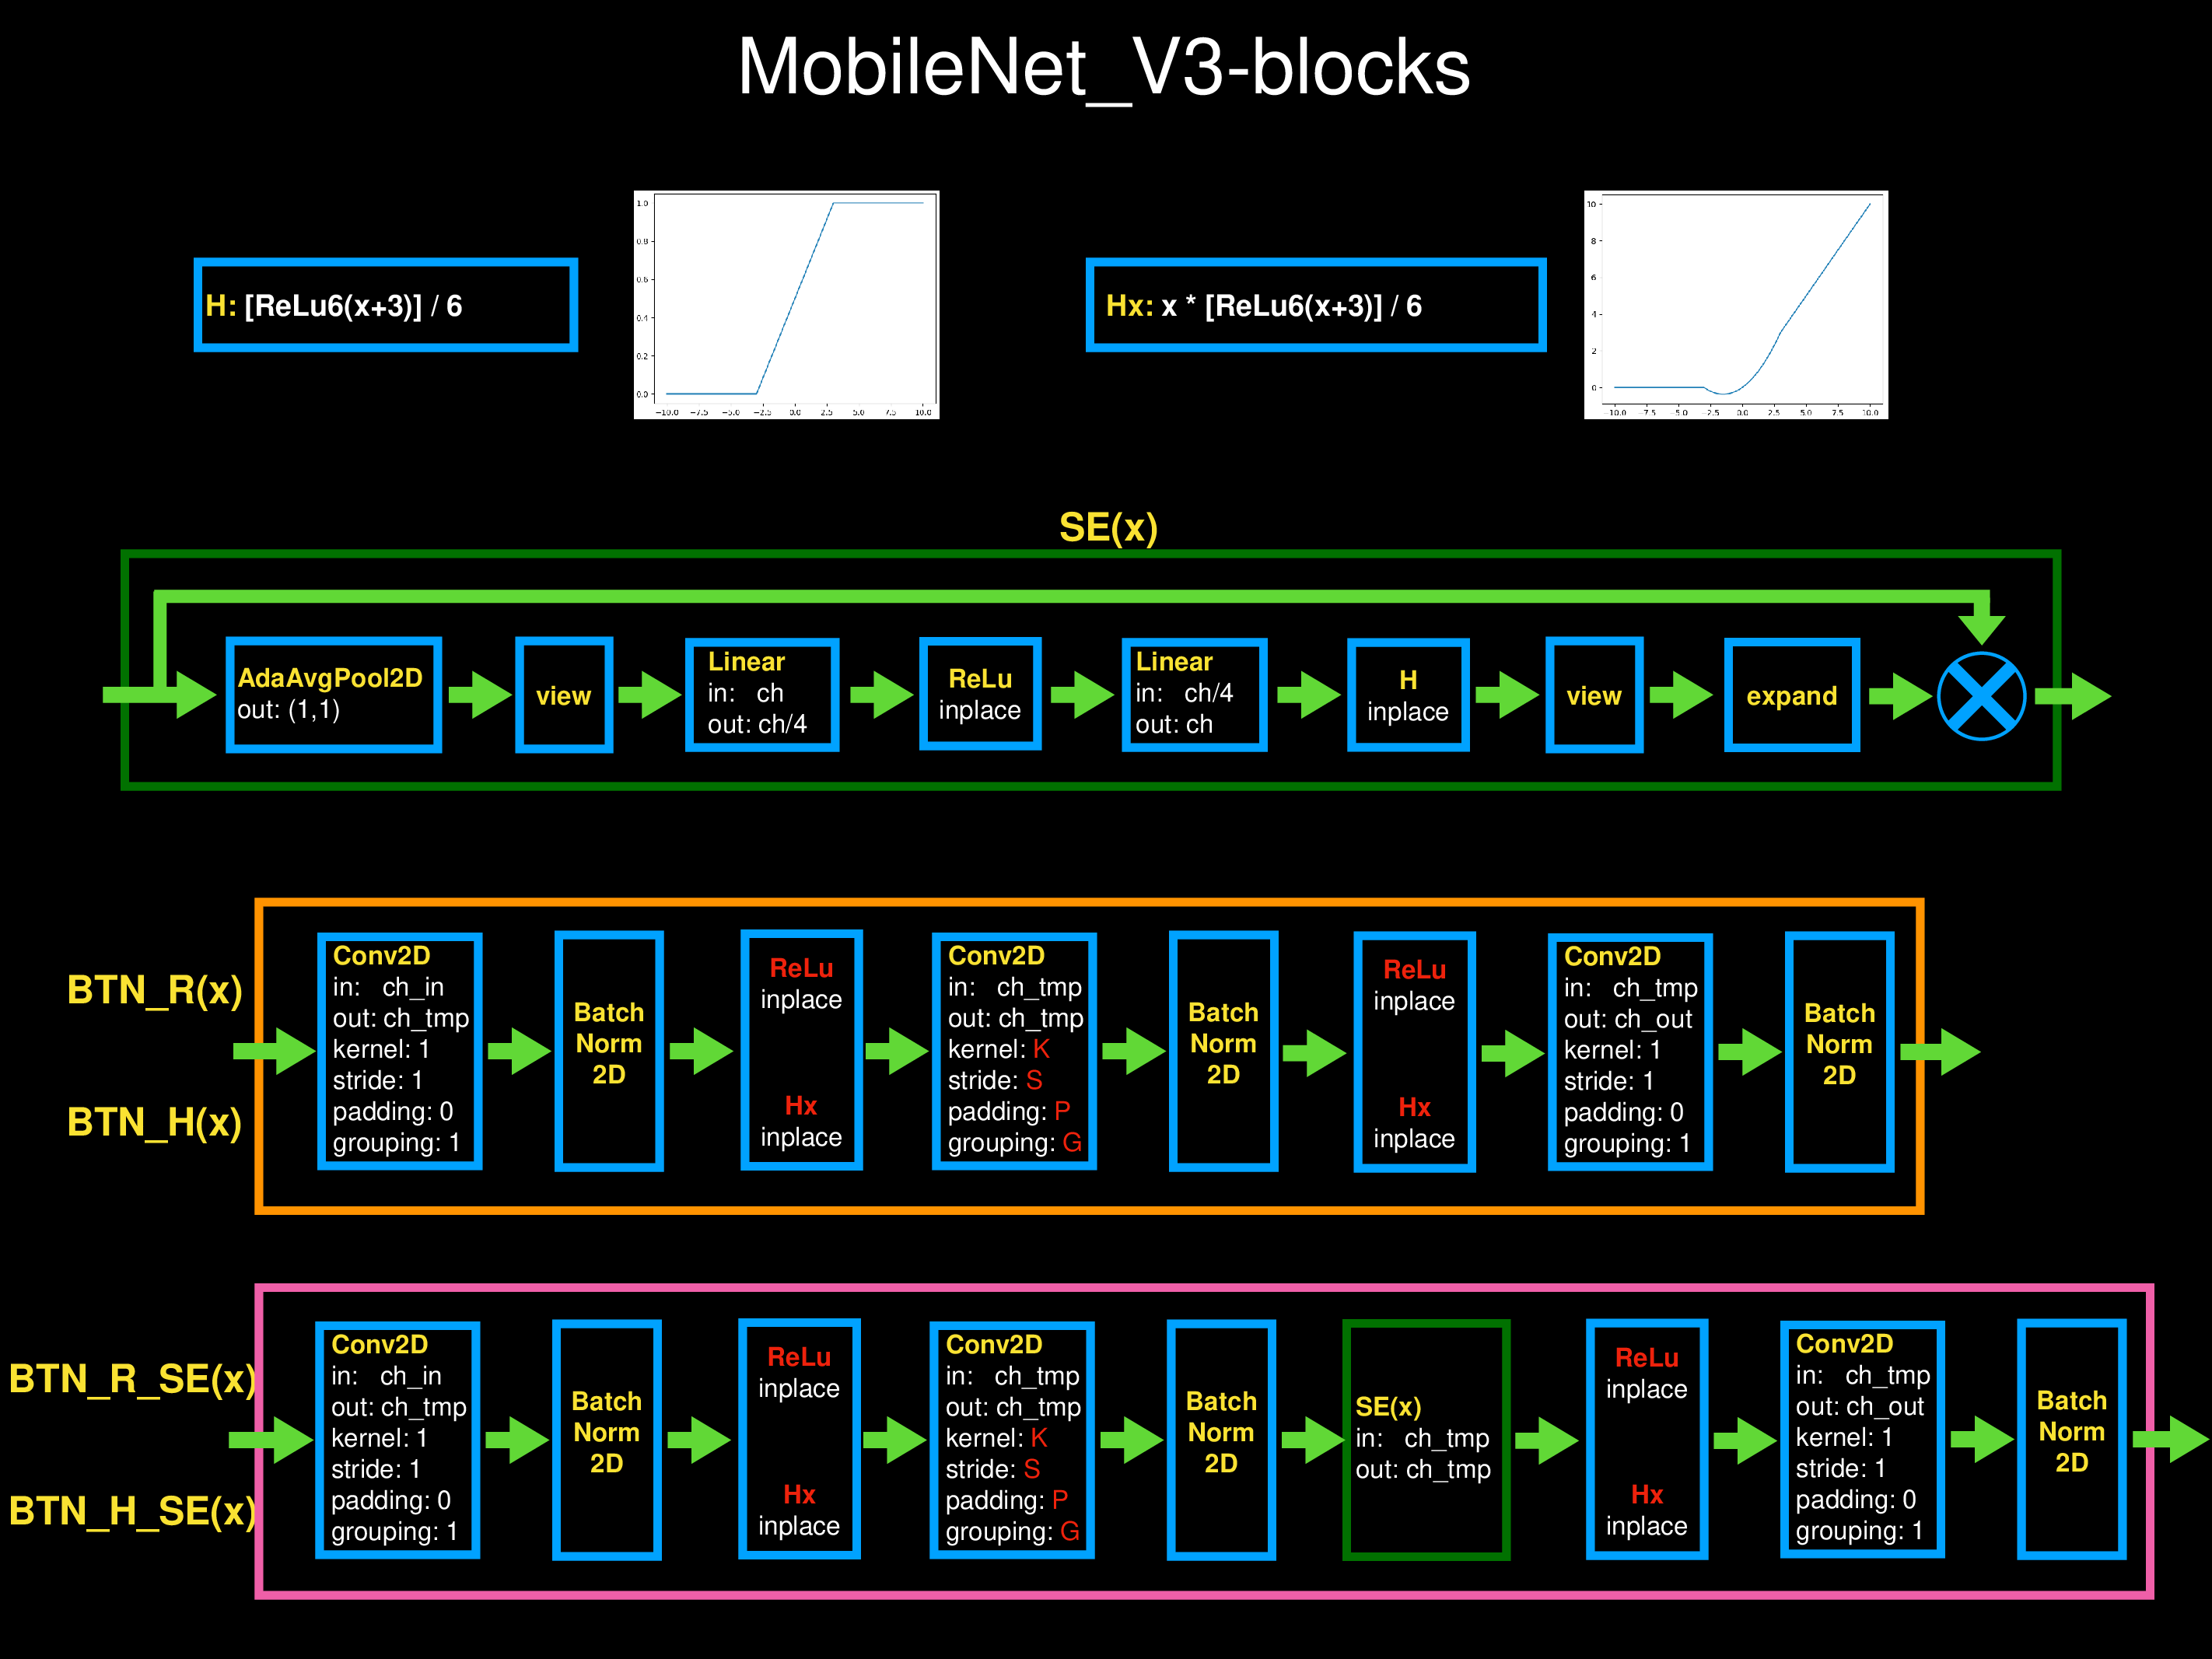 MobileNet_V3-blocks
H: [ReLu6(x+3)] / 6
1.0
0.8
0.6
0.4
0.2
0.0
−10.0 −7.5 −5.0 −2.5 0.0 2.5 5.0 7.5 10.0
Hx: x * [ReLu6(x+3)] / 6
10
8
6
4
2
0
−10.0 −7.5 −5.0 −2.5 0.0 2.5 5.0 7.5 10.0
SE(x)
AdaAvgPool2D
out: (1,1)
view
Linear
in: ch
out: ch/4
ReLu
inplace
Linear
in: ch/4
out: ch
H
inplace
view
expand
BTN_R(x)
BTN_H(x)
Conv2D
in: ch_in
out: ch_tmp
kernel: 1
stride: 1
padding: 0
grouping: 1
Batch
Norm
2D
ReLu
inplace
Hx
inplace
Conv2D
in: ch_tmp
out: ch_tmp
kernel: K
stride: S
padding: P
grouping: G
Batch
Norm
2D
ReLu
inplace
Hx
inplace
Conv2D
in: ch_tmp
out: ch_out
kernel: 1
stride: 1
padding: 0
grouping: 1
Batch
Norm
2D
BTN_R_SE(x)
BTN_H_SE(x)
Conv2D
in: ch_in
out: ch_tmp
kernel: 1
stride: 1
padding: 0
grouping: 1
Batch
Norm
2D
ReLu
inplace
Hx
inplace
Conv2D
in: ch_tmp
out: ch_tmp
kernel: K
stride: S
padding: P
grouping: G
Batch
Norm
2D
SE(x)
in: ch_tmp
out: ch_tmp
ReLu
inplace
Hx
inplace
Conv2D
in: ch_tmp
out: ch_out
kernel: 1
stride: 1
padding: 0
grouping: 1
Batch
Norm
2D